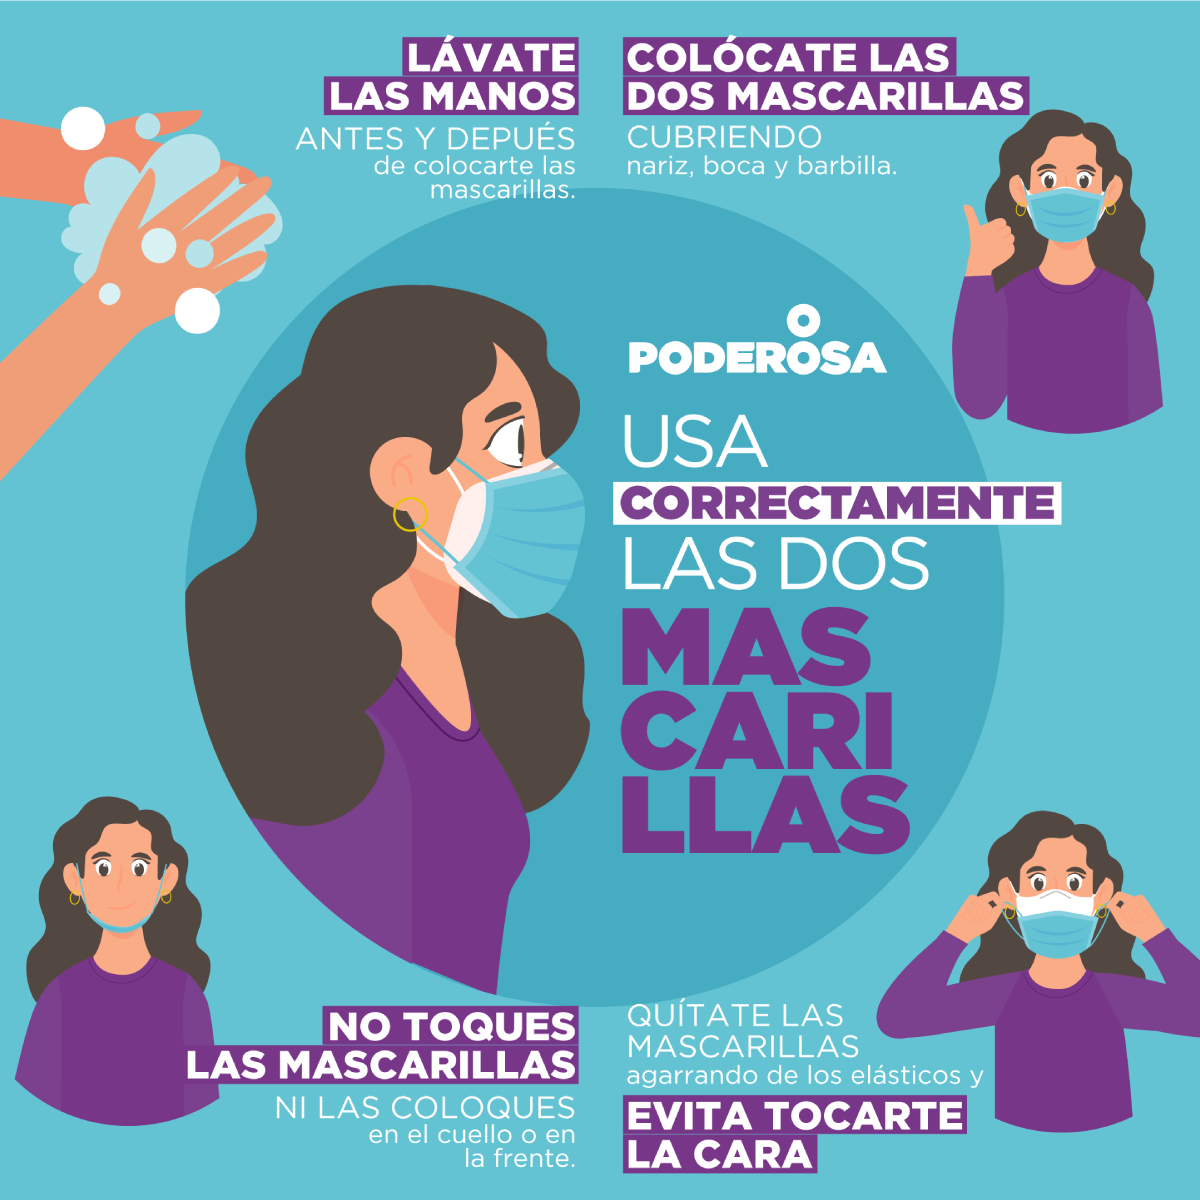 LÁVATE
LAS MANOS
ANTES Y DEPUÉS
de colocarte las
mascarillas.
COLÓCATE LAS
DOS MASCARILLAS
CUBRIENDO
nariz, boca y barbilla.
PODEROSA
USA
CORRECTAMENTE
LAS DOS
MAS
CARI
LLAS
NO TOQUES
LAS MASCARILLAS
NI LAS COLOQUES
en el cuello o en
la frente.
QUÍTATE LAS
MASCARILLAS
agarrando de los elásticos y
EVITA TOCARTE
LA CARA